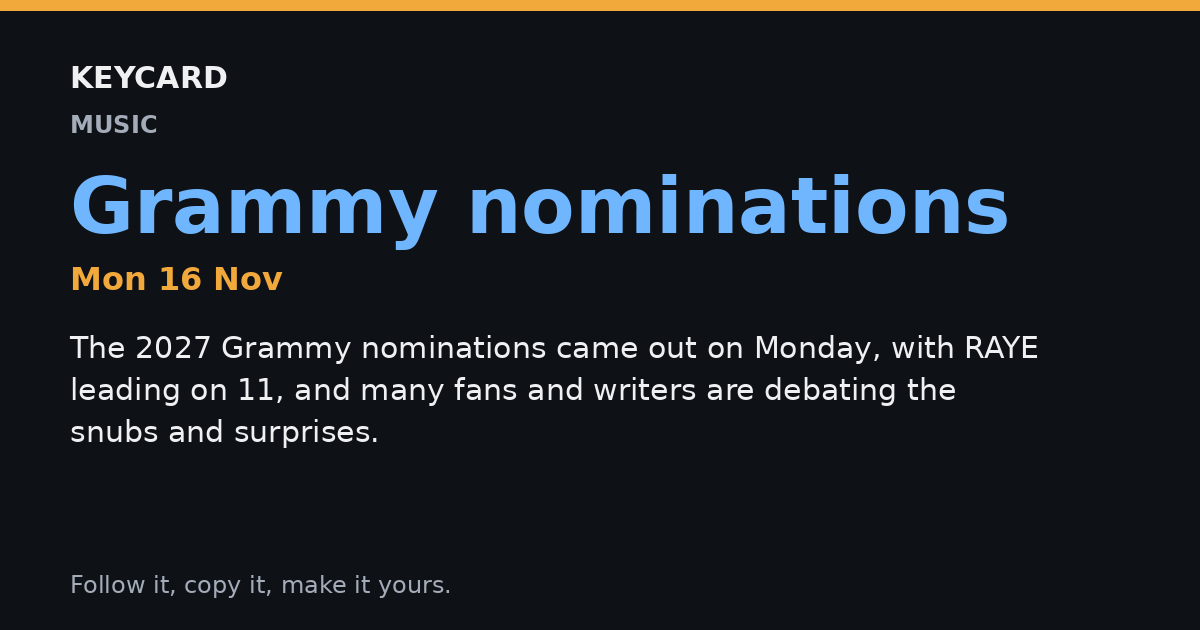 KEYCARD
MUSIC
Grammy nominations
Mon 16 Nov
The 2027 Grammy nominations came out on Monday, with RAYE
leading on 11, and many fans and writers are debating the
snubs and surprises.
Follow it, copy it, make it yours.